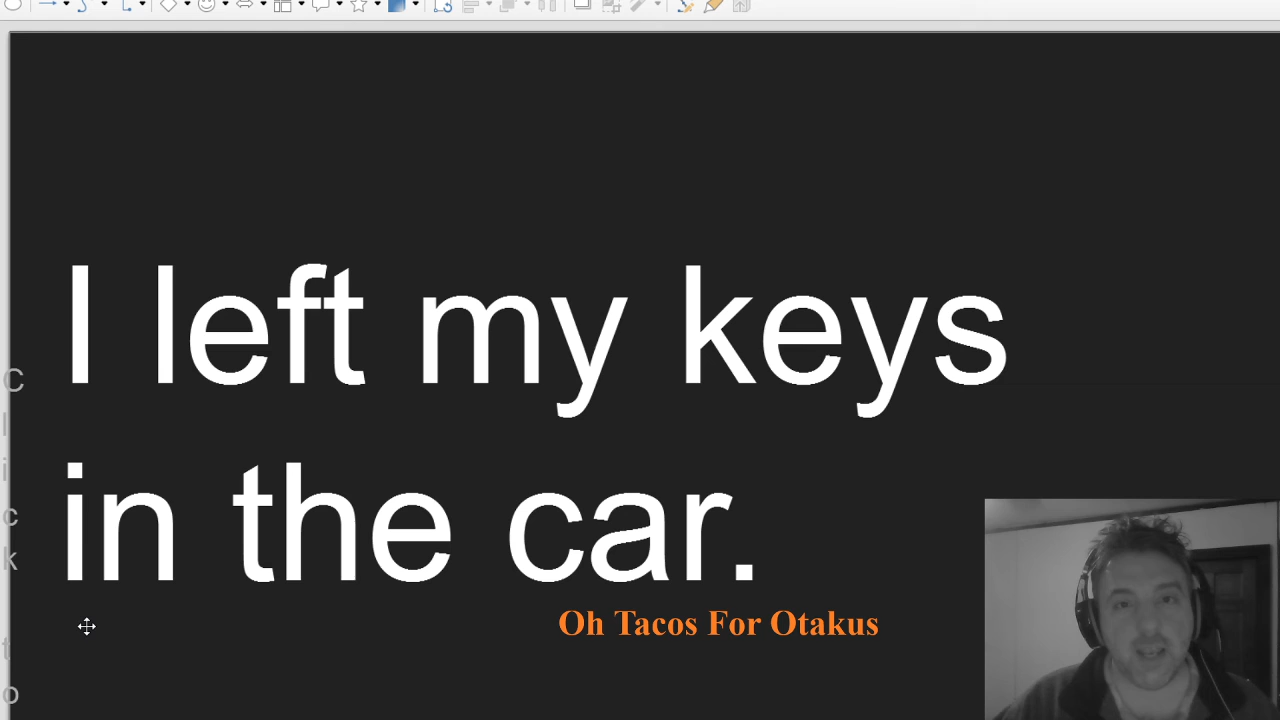 I left my keys
in the car.
Oh Tacos For Otakus
C
l
i
c
k
t
o